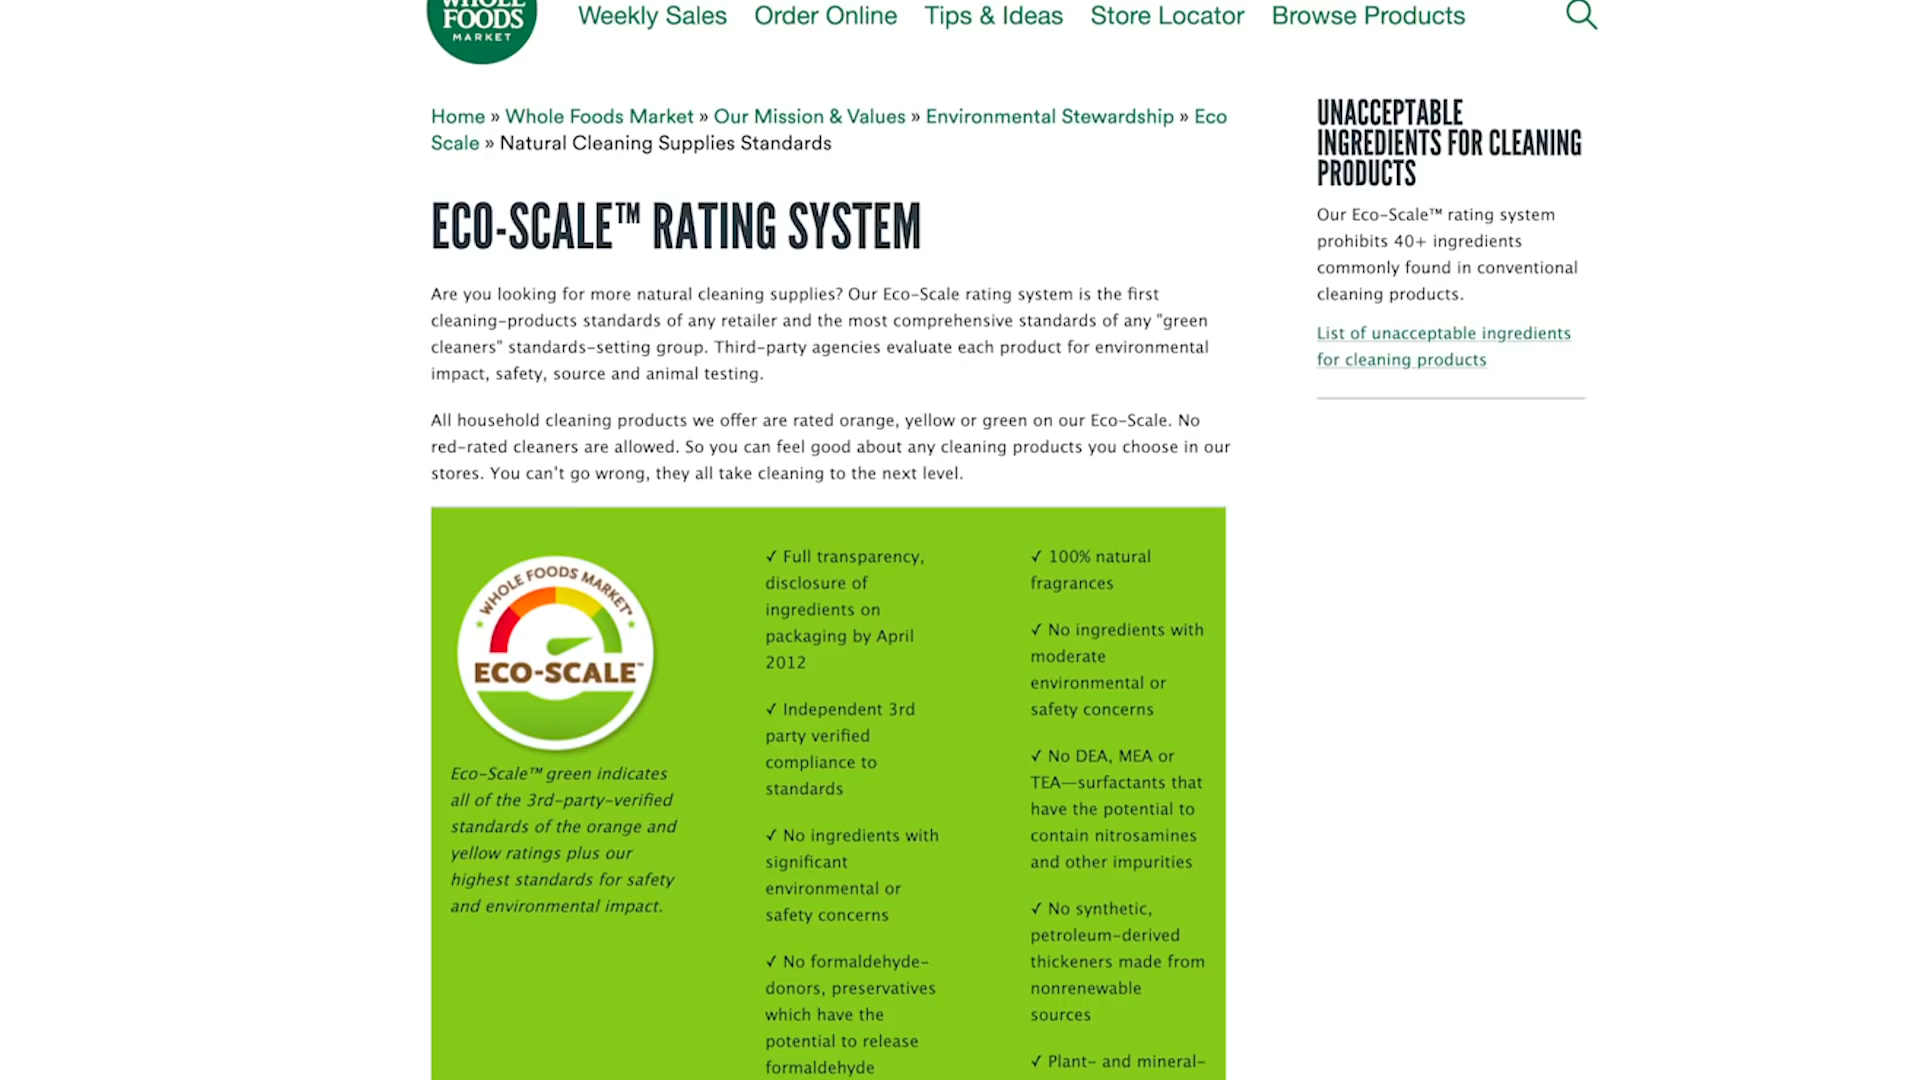 WHOLE
FOODS
MARKET
Weekly Sales Order Online Tips & Ideas Store Locator Browse Products
Home » Whole Foods Market » Our Mission & Values » Environmental Stewardship » Eco
Scale » Natural Cleaning Supplies Standards
ECO-SCALE™ RATING SYSTEM
Are you looking for more natural cleaning supplies? Our Eco-Scale rating system is the first
cleaning-products standards of any retailer and the most comprehensive standards of any "green
cleaners" standards-setting group. Third-party agencies evaluate each product for environmental
impact, safety, source and animal testing.
All household cleaning products we offer are rated orange, yellow or green on our Eco-Scale. No
red-rated cleaners are allowed. So you can feel good about any cleaning products you choose in our
stores. You can't go wrong, they all take cleaning to the next level.
WHOLE FOODS MARKET
ECO-SCALE™
Eco-Scale™ green indicates
all of the 3rd-party-verified
standards of the orange and
yellow ratings plus our
highest standards for safety
and environmental impact.
✓ Full transparency,
disclosure of
ingredients on
packaging by April
2012
✓ Independent 3rd
party verified
compliance to
standards
✓ No ingredients with
significant
environmental or
safety concerns
✓ No formaldehyde-
donors, preservatives
which have the
potential to release
formaldehyde
✓ 100% natural
fragrances
✓ No ingredients with
moderate
environmental or
safety concerns
✓ No DEA, MEA or
TEA—surfactants that
have the potential to
contain nitrosamines
and other impurities
✓ No synthetic,
petroleum-derived
thickeners made from
nonrenewable
sources
✓ Plant- and mineral-
UNACCEPTABLE
INGREDIENTS FOR CLEANING
PRODUCTS
Our Eco-Scale™ rating system
prohibits 40+ ingredients
commonly found in conventional
cleaning products.
List of unacceptable ingredients
for cleaning products